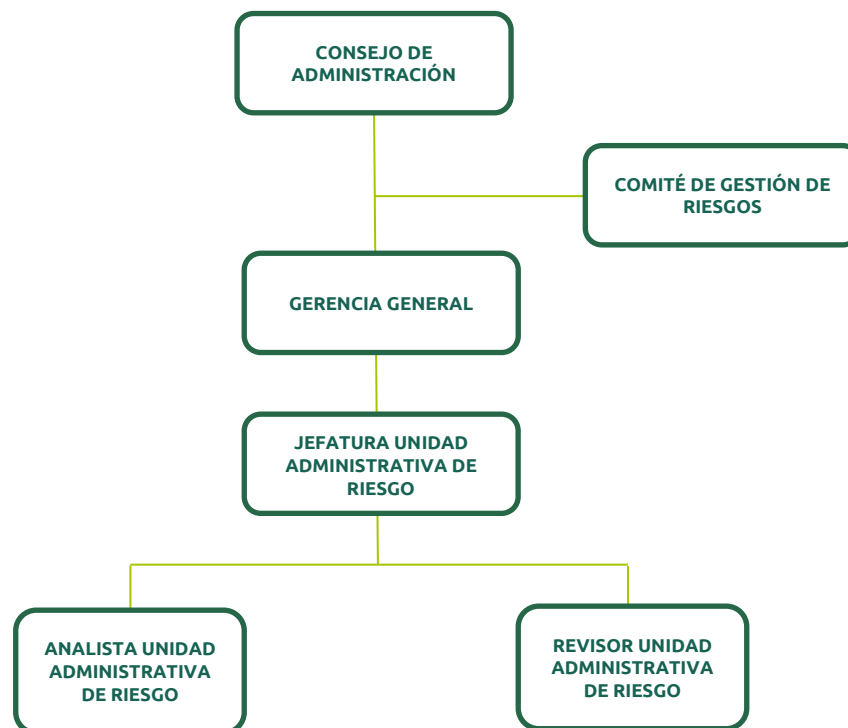 CONSEJO DE
ADMINISTRACIÓN
COMITÉ DE GESTIÓN DE
RIESGOS
GERENCIA GENERAL
JEFATURA UNIDAD
ADMINISTRATIVA DE
RIESGO
ANALISTA UNIDAD
ADMINISTRATIVA
DE RIESGO
REVISOR UNIDAD
ADMINISTRATIVA
DE RIESGO